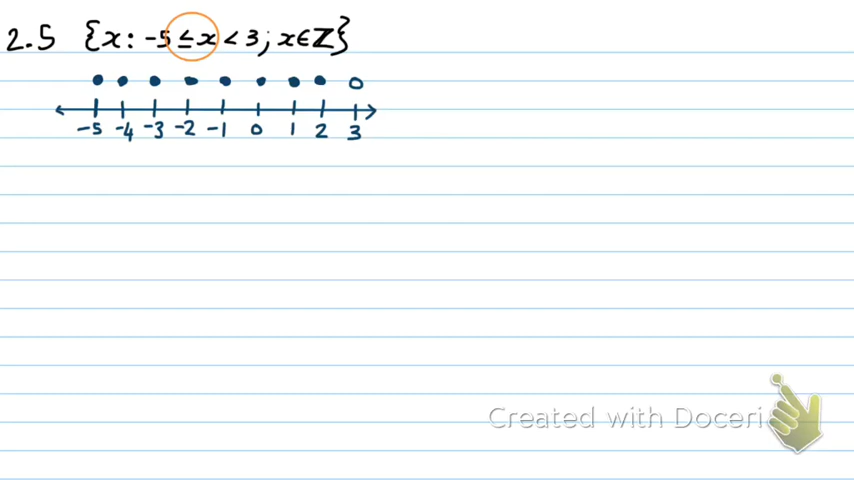 2.5 {x: -5 ≤ x < 3; x∈ℤ}
-5 -4 -3 -2 -1 0 1 2 3
Created with Doceri